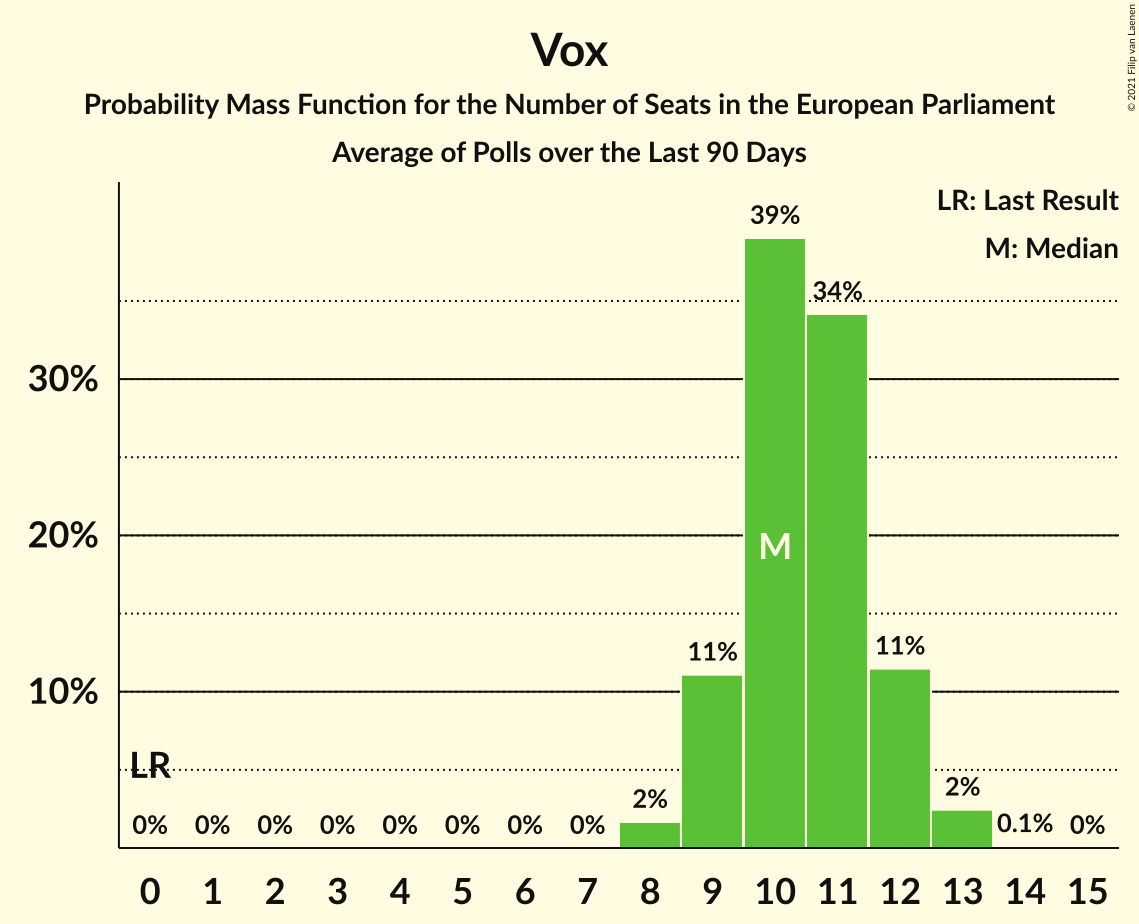 Vox
Probability Mass Function for the Number of Seats in the European Parliament
Average of Polls over the Last 90 Days
© 2021 Filip van Laenen
LR: Last Result
M: Median
39%
34%
30%
20%
M
11%
11%
10%
LR
2%
2%
0% 0% 0% 0% 0% 0% 0% 0% 0.1% 0%
0 1 2 3 4 5 6 7 8 9 10 11 12 13 14 15